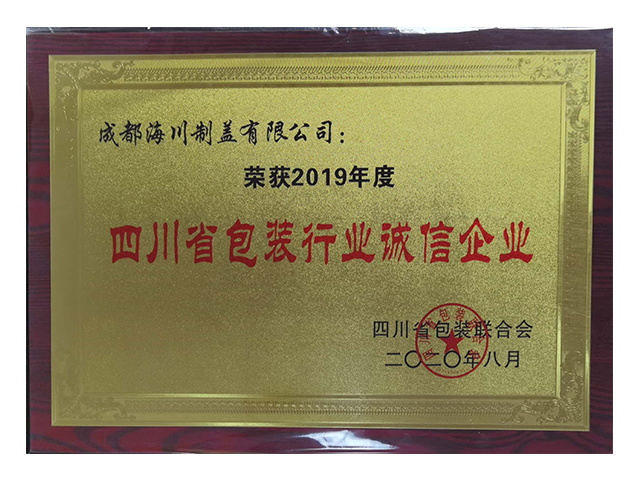 成都海川制盖有限公司：
荣获2019年度
四川省包装行业诚信企业
四川省包装联合会
二〇二〇年八月